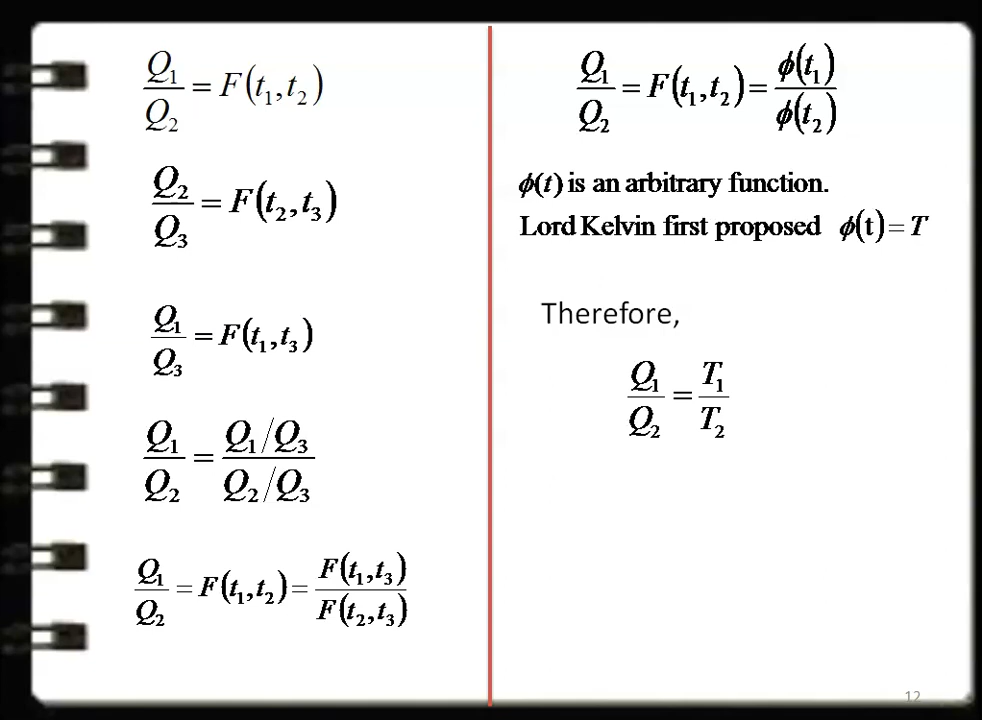 Q₁/Q₂ = F(t₁,t₂)
Q₂/Q₃ = F(t₂,t₃)
Q₁/Q₃ = F(t₁,t₃)
Q₁/Q₂ = (Q₁/Q₃)/(Q₂/Q₃)
Q₁/Q₂ = F(t₁,t₂) = F(t₁,t₃)/F(t₂,t₃)
Q₁/Q₂ = F(t₁,t₂) = ϕ(t₁)/ϕ(t₂)
ϕ(t) is an arbitrary function.
Lord Kelvin first proposed ϕ(t) = T
Therefore,
Q₁/Q₂ = T₁/T₂
12